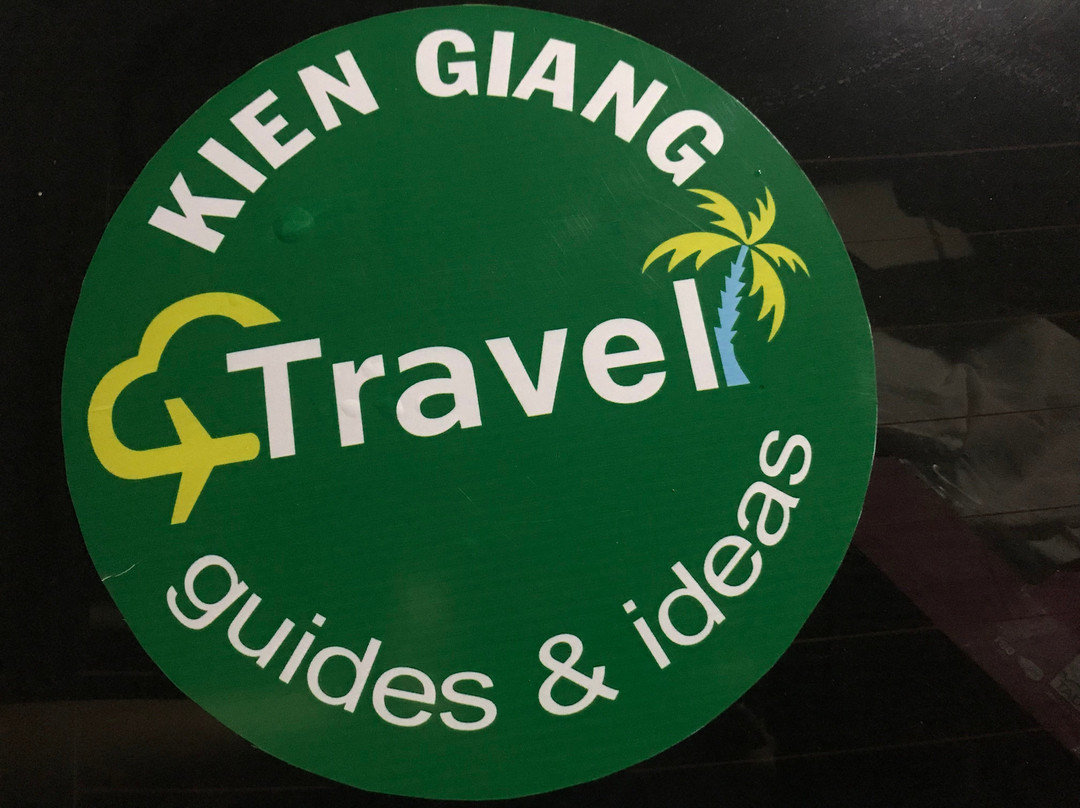 KIEN GIANG
Travel
guides & ideas